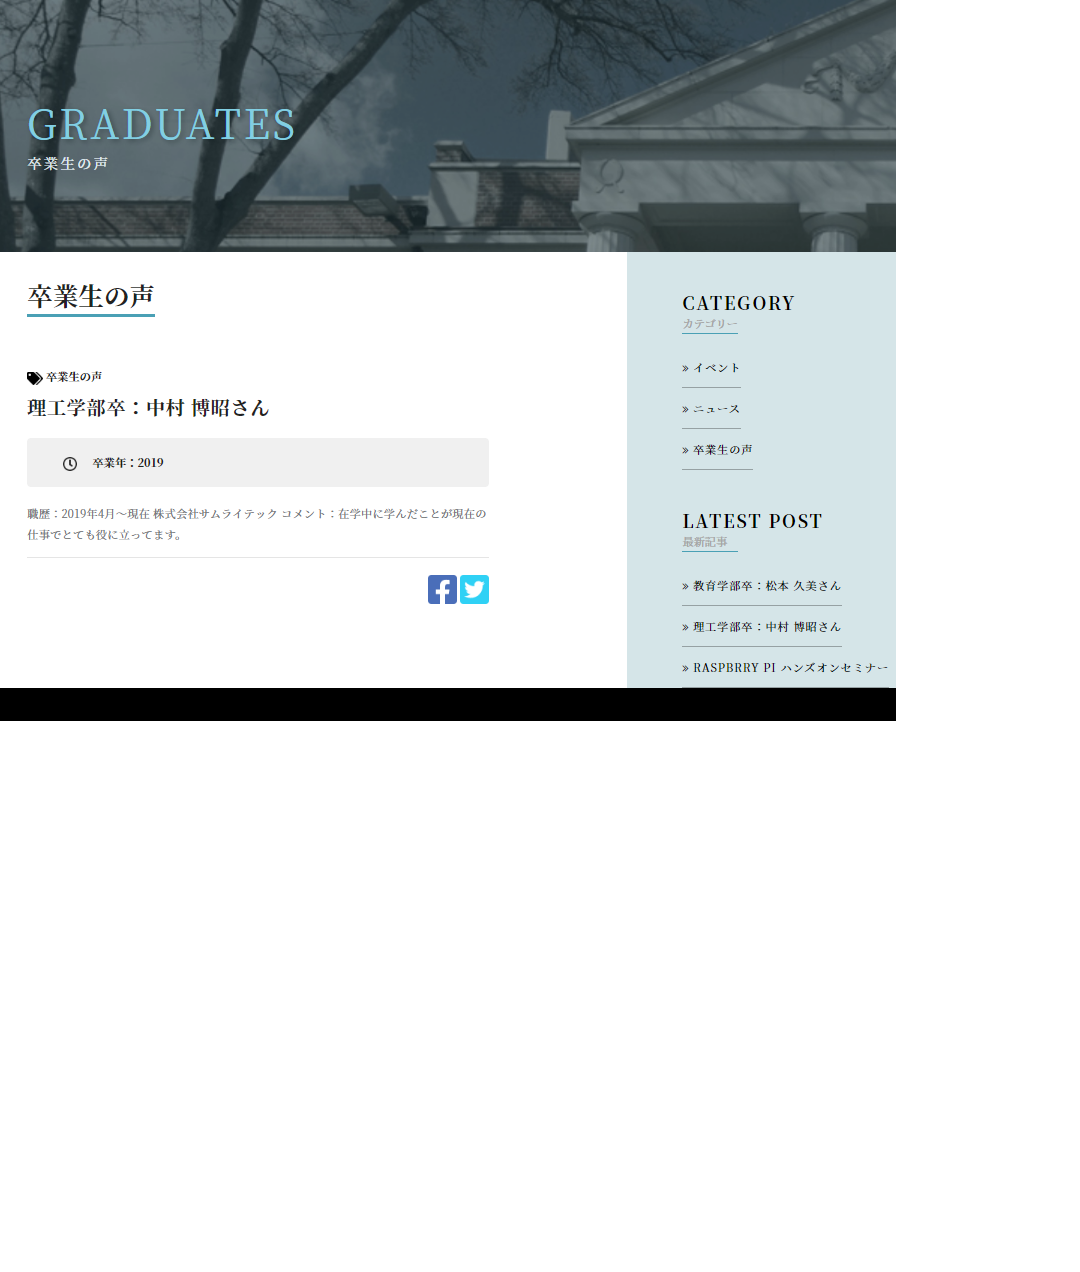 GRADUATES
卒業生の声
卒業生の声
卒業生の声
理工学部卒：中村 博昭さん
卒業年：2019
職歴：2019年4月〜現在 株式会社サムライテック コメント：在学中に学んだことが現在の
仕事でとても役に立ってます。
CATEGORY
カテゴリー
» イベント
» ニュース
» 卒業生の声
LATEST POST
最新記事
» 教育学部卒：松本 久美さん
» 理工学部卒：中村 博昭さん
» RASPBRRY PI ハンズオンセミナー